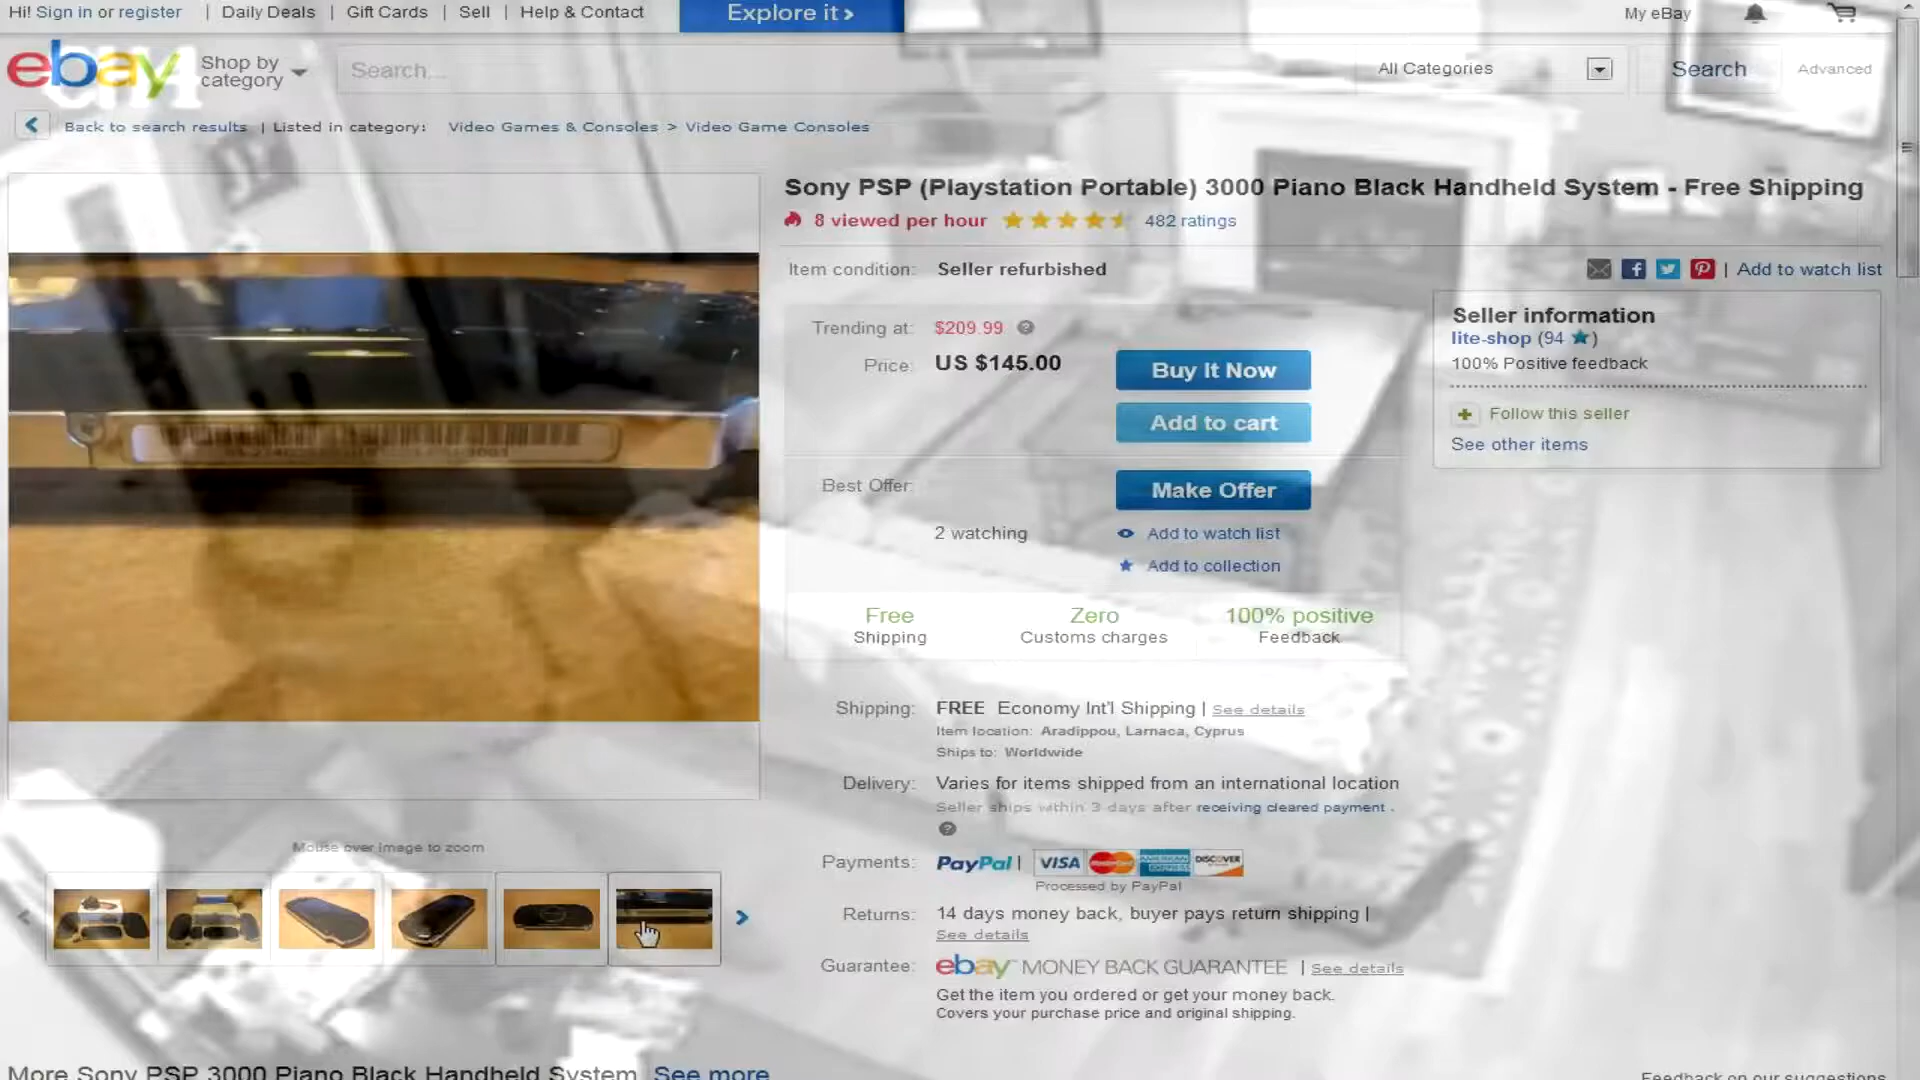 Hi! Sign in or register | Daily Deals | Gift Cards | Sell | Help & Contact
Explore it ›
My eBay
ebay
Shop by category
Search...
All Categories
Search
Advanced
Back to search results | Listed in category: Video Games & Consoles > Video Game Consoles
Sony PSP (Playstation Portable) 3000 Piano Black Handheld System - Free Shipping
8 viewed per hour
482 ratings
Item condition: Seller refurbished
| Add to watch list
Trending at: $209.99
Price: US $145.00
Buy It Now
Add to cart
Best Offer:
Make Offer
2 watching
Add to watch list
Add to collection
Free Shipping
Zero Customs charges
100% positive Feedback
Seller information
lite-shop (94 ★)
100% Positive feedback
Follow this seller
See other items
Shipping: FREE Economy Int'l Shipping | See details
Item location: Aradippou, Larnaca, Cyprus
Ships to: Worldwide
Delivery: Varies for items shipped from an international location
Seller ships within 3 days after receiving cleared payment .
Payments: PayPal | VISA MasterCard AMERICAN EXPRESS DISCOVER
Processed by PayPal
Returns: 14 days money back, buyer pays return shipping |
See details
Guarantee: ebay MONEY BACK GUARANTEE | See details
Get the item you ordered or get your money back.
Covers your purchase price and original shipping.
Mouse over image to zoom
More Sony PSP 3000 Piano Black Handheld System See more
Feedback on our suggestions